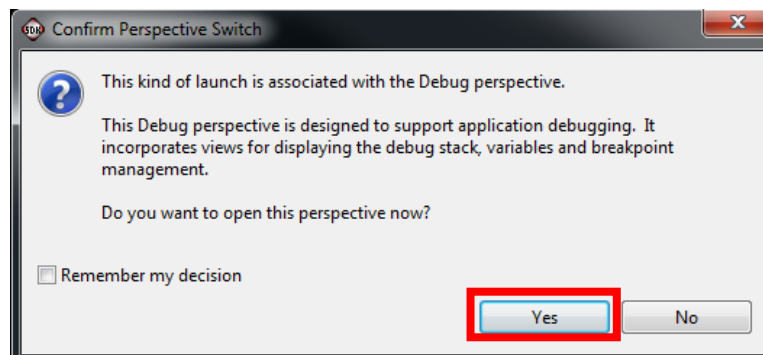 SDK Confirm Perspective Switch
This kind of launch is associated with the Debug perspective.
This Debug perspective is designed to support application debugging. It
incorporates views for displaying the debug stack, variables and breakpoint
management.
Do you want to open this perspective now?
Remember my decision
Yes No